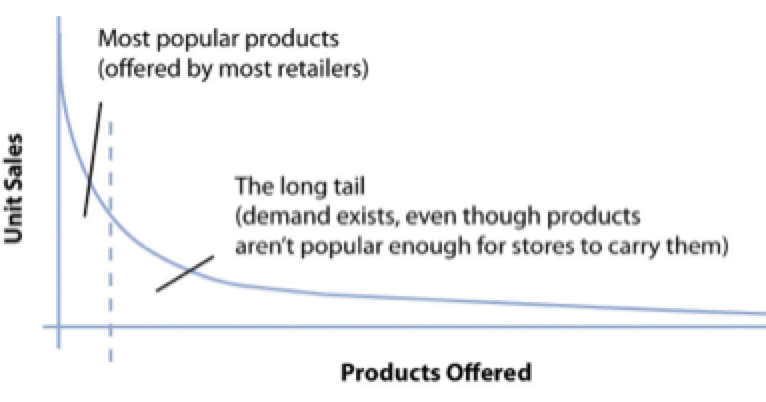 Most popular products
(offered by most retailers)
The long tail
(demand exists, even though products
aren't popular enough for stores to carry them)
Unit Sales
Products Offered